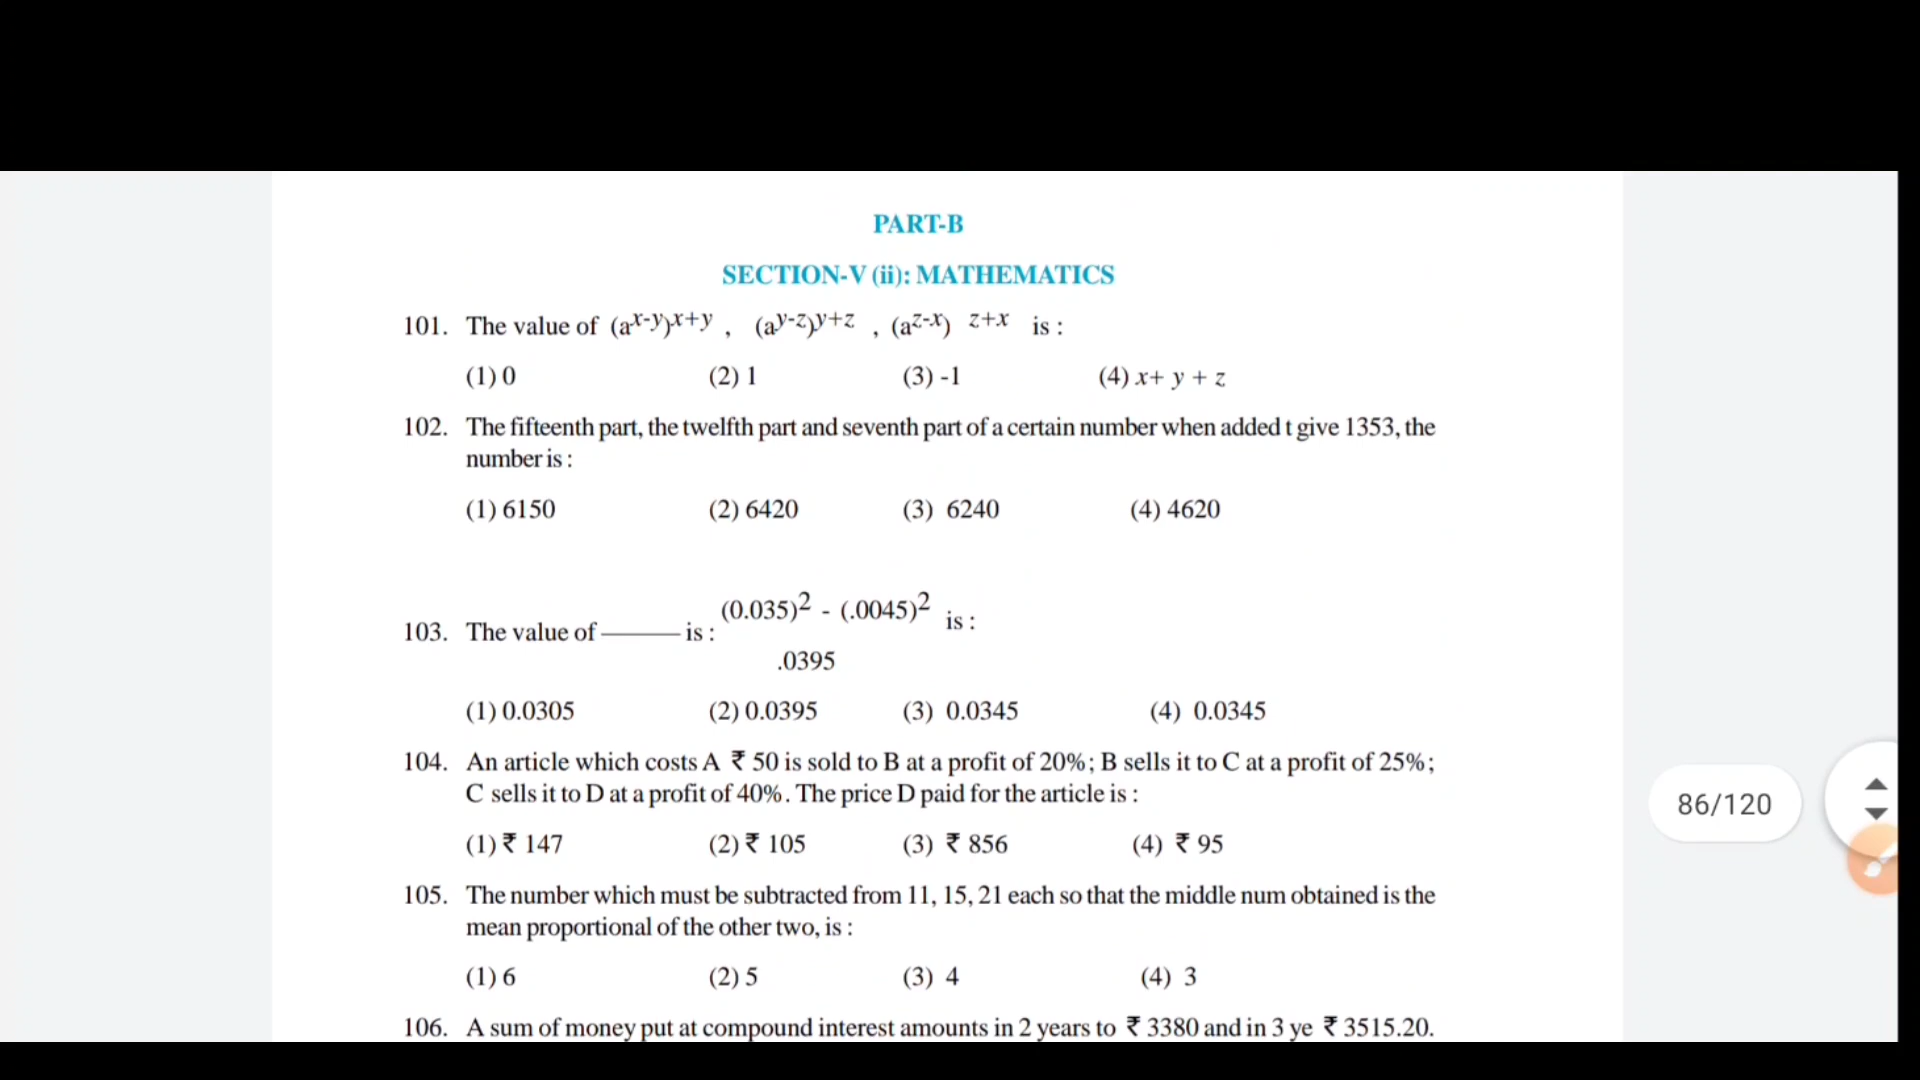 PART-B
SECTION-V (ii): MATHEMATICS
101. The value of (a^x-y)^x+y , (a^y-z)^y+z , (a^z-x) ^z+x is :
(1) 0 (2) 1 (3) -1 (4) x+ y + z
102. The fifteenth part, the twelfth part and seventh part of a certain number when added t give 1353, the
number is :
(1) 6150 (2) 6420 (3) 6240 (4) 4620
(0.035)² - (.0045)² is :
103. The value of ——— is :
.0395
(1) 0.0305 (2) 0.0395 (3) 0.0345 (4) 0.0345
104. An article which costs A ₹ 50 is sold to B at a profit of 20%; B sells it to C at a profit of 25%;
C sells it to D at a profit of 40%. The price D paid for the article is :
(1) ₹ 147 (2) ₹ 105 (3) ₹ 856 (4) ₹ 95
86/120
105. The number which must be subtracted from 11, 15, 21 each so that the middle num obtained is the
mean proportional of the other two, is :
(1) 6 (2) 5 (3) 4 (4) 3
106. A sum of money put at compound interest amounts in 2 years to ₹ 3380 and in 3 ye ₹ 3515.20.